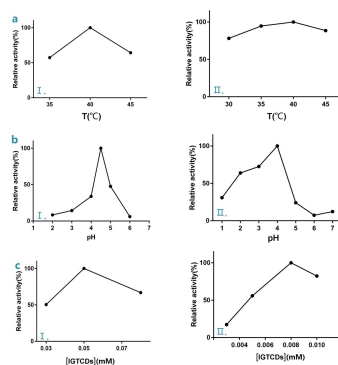 a
Relative activity(%)
100
50
0
I.
35 40 45
T(℃)
Relative activity(%)
100
50
0
II.
30 35 40 45
T(℃)
b
Relative activity(%)
100
50
0
I.
1 2 3 4 5 6 7
pH
Relative activity(%)
100
50
0
II.
1 2 3 4 5 6 7
pH
c
Relative activity(%)
100
50
0
I.
0.03 0.05 0.08
[IGTCDs](mM)
Relative activity(%)
100
50
0
II.
0.004 0.006 0.008 0.010
[IGTCDs](mM)